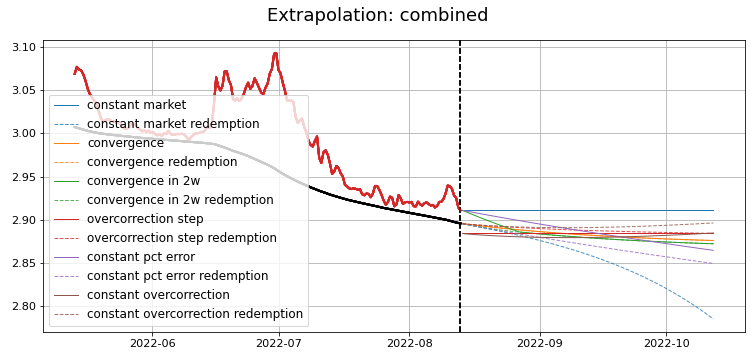 Extrapolation: combined
3.10
3.05
3.00
2.95
2.90
2.85
2.80
constant market
constant market redemption
convergence
convergence redemption
convergence in 2w
convergence in 2w redemption
overcorrection step
overcorrection step redemption
constant pct error
constant pct error redemption
constant overcorrection
constant overcorrection redemption
2022-06 2022-07 2022-08 2022-09 2022-10